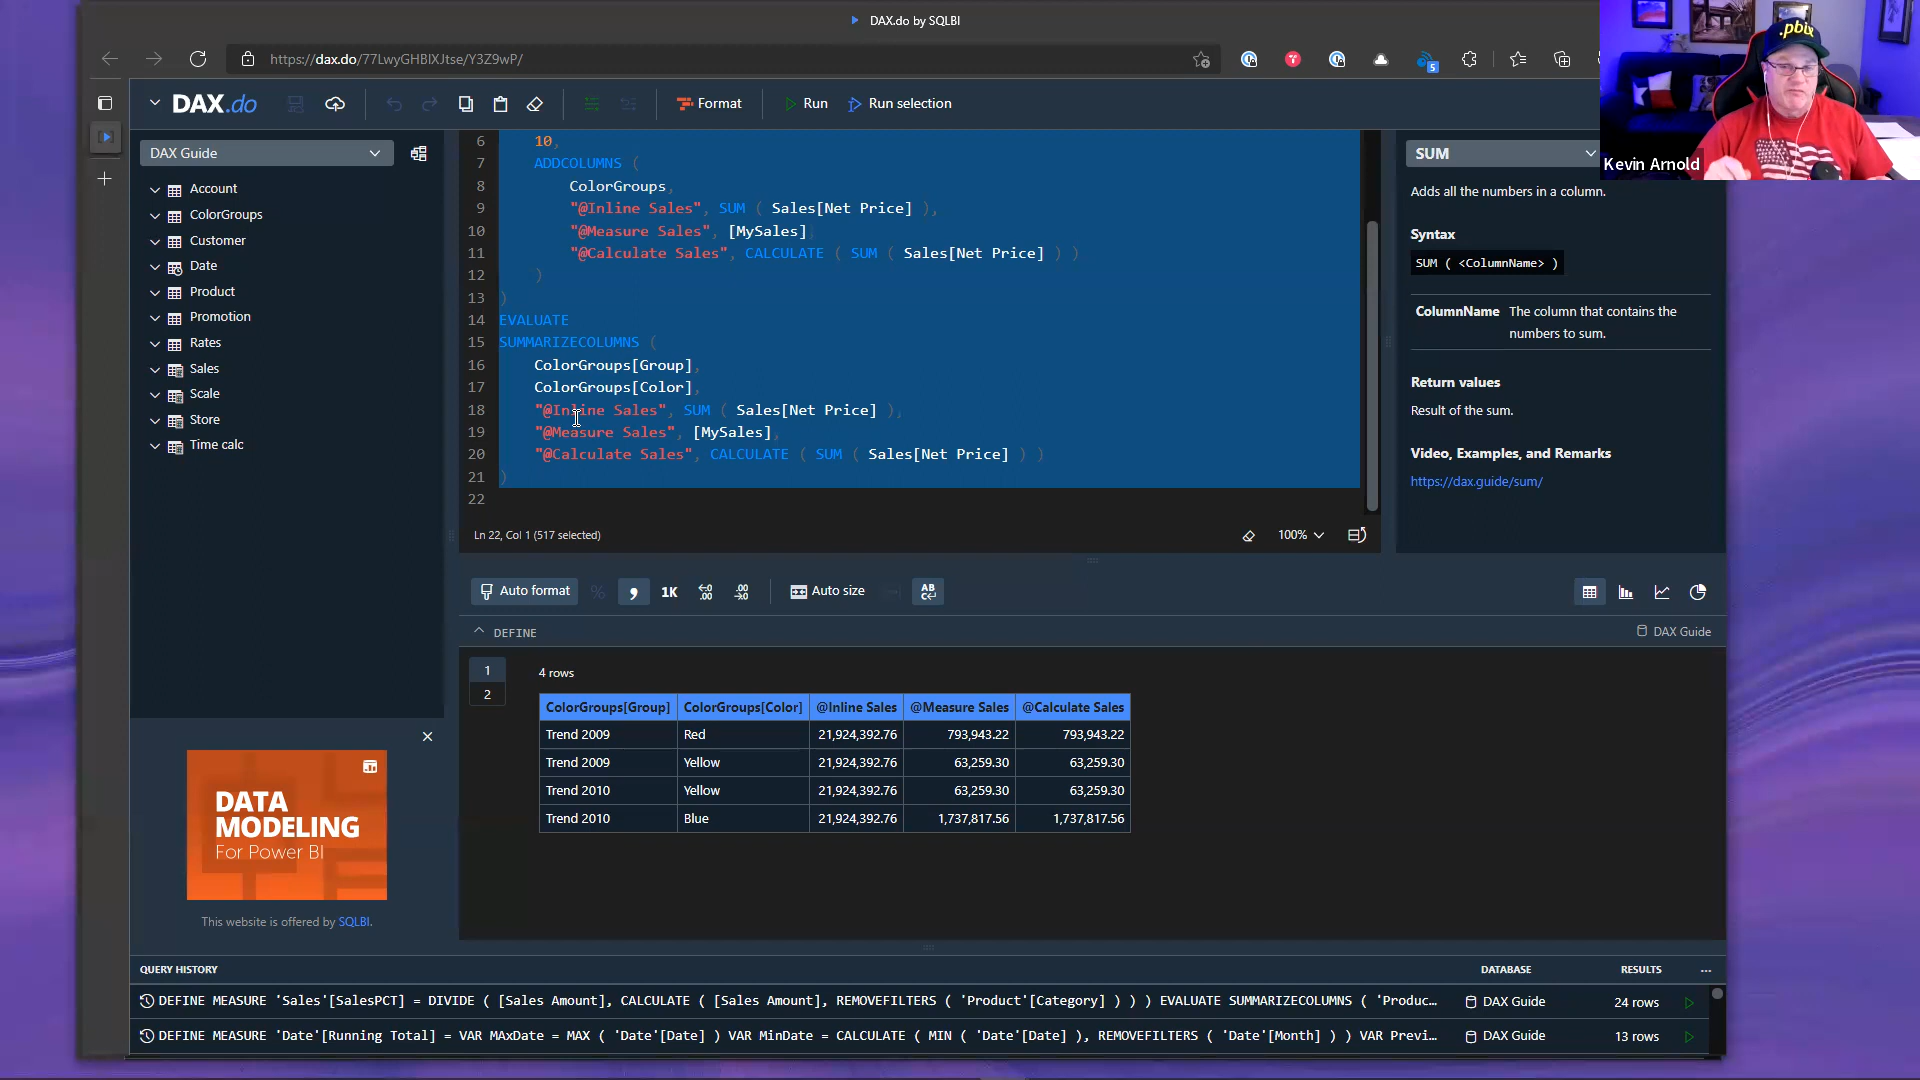 DAX.do by SQLBI
https://dax.do/77LwyGHBlXJtse/Y3Z9wP/
5
.pbix
Kevin Arnold
DAX.do
Format
Run
Run selection
DAX Guide
Account
ColorGroups
Customer
Date
Product
Promotion
Rates
Sales
Scale
Store
Time calc
6 10,
7 ADDCOLUMNS (
8 ColorGroups,
9 "@Inline Sales", SUM ( Sales[Net Price] ),
10 "@Measure Sales", [MySales],
11 "@Calculate Sales", CALCULATE ( SUM ( Sales[Net Price] ) )
12 )
13 )
14 EVALUATE
15 SUMMARIZECOLUMNS (
16 ColorGroups[Group],
17 ColorGroups[Color],
18 "@Inline Sales", SUM ( Sales[Net Price] ),
19 "@Measure Sales", [MySales],
20 "@Calculate Sales", CALCULATE ( SUM ( Sales[Net Price] ) )
21 )
22
Ln 22, Col 1 (517 selected)
100%
SUM
Adds all the numbers in a column.
Syntax
SUM ( <ColumnName> )
ColumnName The column that contains the
numbers to sum.
Return values
Result of the sum.
Video, Examples, and Remarks
https://dax.guide/sum/
Auto format % , 1K .00 .00 Auto size ABC
DEFINE
DAX Guide
1
2
4 rows
ColorGroups[Group] ColorGroups[Color] @Inline Sales @Measure Sales @Calculate Sales
Trend 2009 Red 21,924,392.76 793,943.22 793,943.22
Trend 2009 Yellow 21,924,392.76 63,259.30 63,259.30
Trend 2010 Yellow 21,924,392.76 63,259.30 63,259.30
Trend 2010 Blue 21,924,392.76 1,737,817.56 1,737,817.56
DATA
MODELING
For Power BI
This website is offered by SQLBI.
QUERY HISTORY DATABASE RESULTS ...
DEFINE MEASURE 'Sales'[SalesPCT] = DIVIDE ( [Sales Amount], CALCULATE ( [Sales Amount], REMOVEFILTERS ( 'Product'[Category] ) ) ) EVALUATE SUMMARIZECOLUMNS ( 'Produc... DAX Guide 24 rows
DEFINE MEASURE 'Date'[Running Total] = VAR MAxDate = MAX ( 'Date'[Date] ) VAR MinDate = CALCULATE ( MIN ( 'Date'[Date] ), REMOVEFILTERS ( 'Date'[Month] ) ) VAR Previ... DAX Guide 13 rows